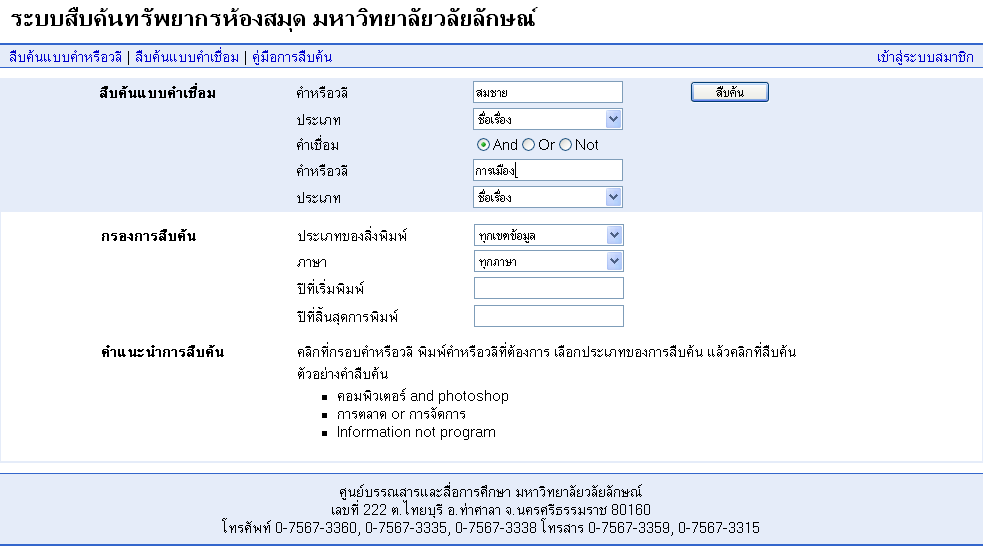 ระบบสืบค้นทรัพยากรห้องสมุด มหาวิทยาลัยวลัยลักษณ์
สืบค้นแบบคำหรือวลี | สืบค้นแบบคำเชื่อม | คู่มือการสืบค้น เข้าสู่ระบบสมาชิก
สืบค้นแบบคำเชื่อม คำหรือวลี สมชาย สืบค้น
ประเภท ชื่อเรื่อง
คำเชื่อม And Or Not
คำหรือวลี การเมือง
ประเภท ชื่อเรื่อง
กรองการสืบค้น ประเภทของสิ่งพิมพ์ ทุกเขตข้อมูล
ภาษา ทุกภาษา
ปีที่เริ่มพิมพ์
ปีที่สิ้นสุดการพิมพ์
คำแนะนำการสืบค้น คลิกที่กรอบคำหรือวลี พิมพ์คำหรือวลีที่ต้องการ เลือกประเภทของการสืบค้น แล้วคลิกที่สืบค้น
ตัวอย่างคำสืบค้น
▪ คอมพิวเตอร์ and photoshop
▪ การตลาด or การจัดการ
▪ Information not program
ศูนย์บรรณสารและสื่อการศึกษา มหาวิทยาลัยวลัยลักษณ์
เลขที่ 222 ต.ไทยบุรี อ.ท่าศาลา จ.นครศรีธรรมราช 80160
โทรศัพท์ 0-7567-3360, 0-7567-3335, 0-7567-3338 โทรสาร 0-7567-3359, 0-7567-3315